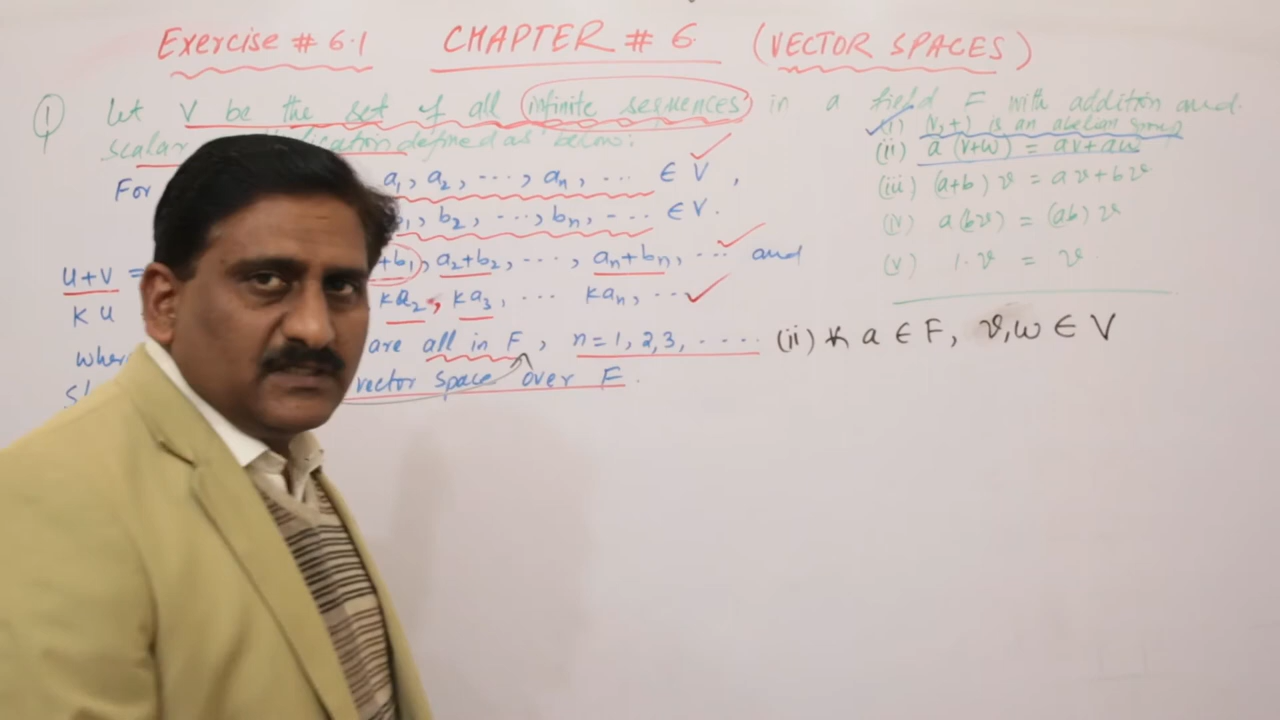 Exercise # 6.1 CHAPTER # 6. (VECTOR SPACES)
① Let V be the set of all infinite sequences in a field F with addition and
scalar defined as below:
For a₁, a₂, ..., aₙ, ... ∈ V,
b₁, b₂, ..., bₙ, ... ∈ V.
u+v = +b₁, a₂+b₂, ..., aₙ+bₙ, ... and
ku ka₂, ka₃, ... kaₙ, ...
are all in F, n = 1, 2, 3, ....
vector space over F.
(i) (V,+) is an abelian group
(ii) a(v+w) = av+aw
(iii) (a+b)v = av+bv
(iv) a(bv) = (ab)v
(v) 1.v = v.
(ii) a ∈ F, v,w ∈ V